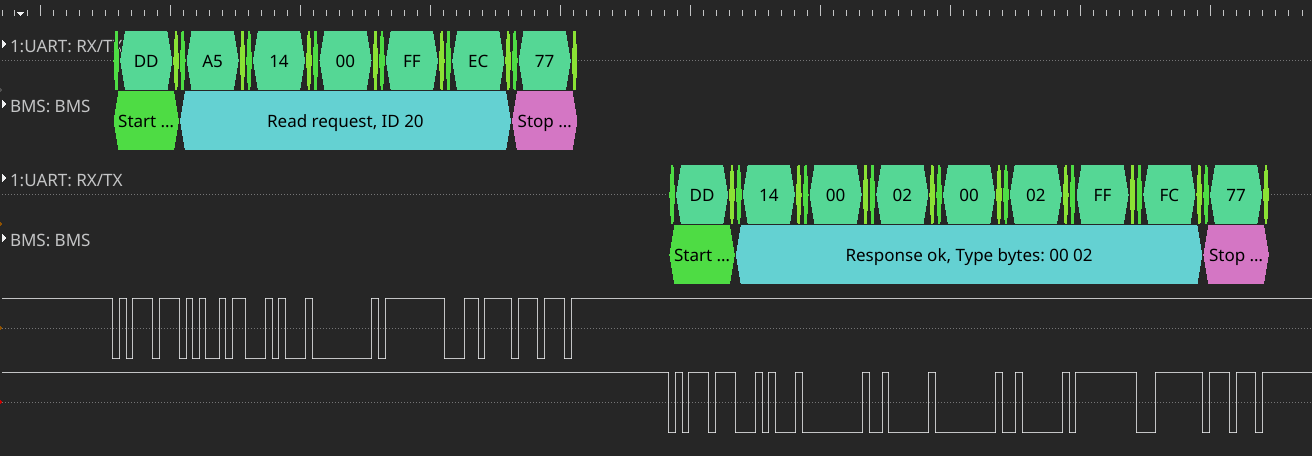 1:UART: RX/TX DD A5 14 00 FF EC 77
BMS: BMS Start ... Read request, ID 20 Stop ...
1:UART: RX/TX DD 14 00 02 00 02 FF FC 77
BMS: BMS Start ... Response ok, Type bytes: 00 02 Stop ...